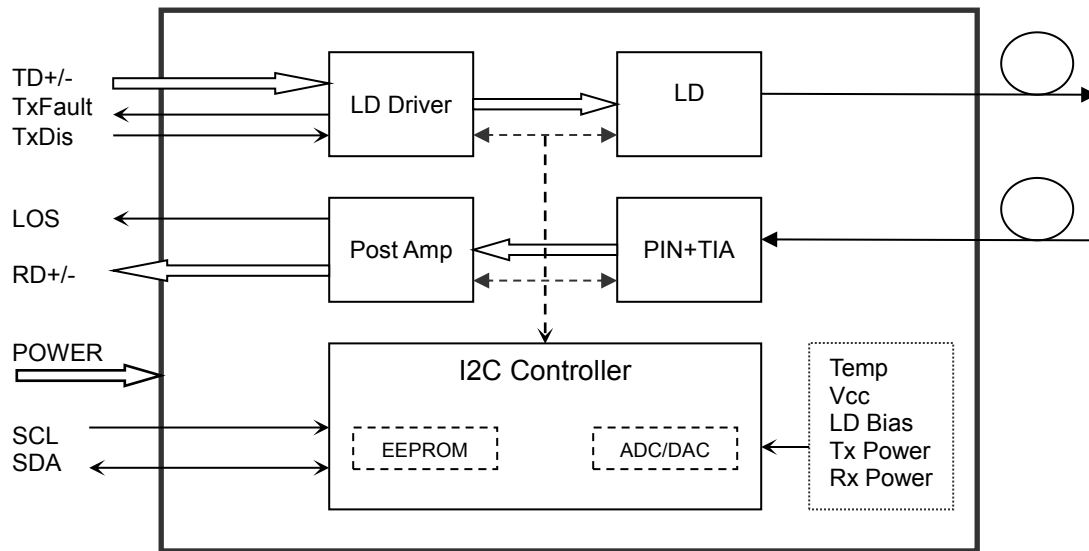 TD+/-
TxFault
TxDis
LD Driver
LD
LOS
RD+/-
Post Amp
PIN+TIA
POWER
SCL
SDA
I2C Controller
EEPROM
ADC/DAC
Temp
Vcc
LD Bias
Tx Power
Rx Power